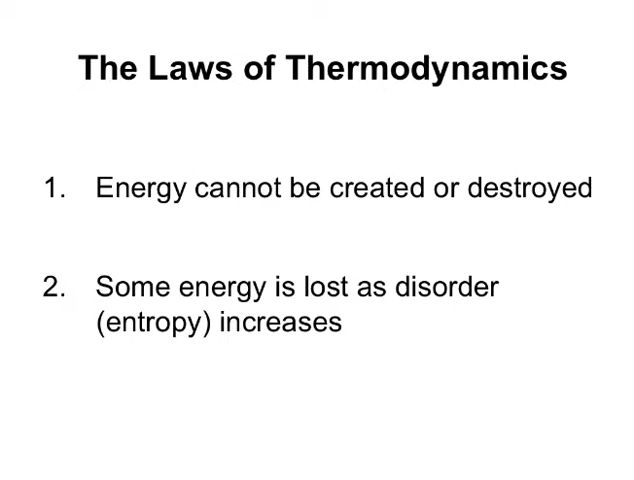 The Laws of Thermodynamics
1. Energy cannot be created or destroyed
2. Some energy is lost as disorder
(entropy) increases